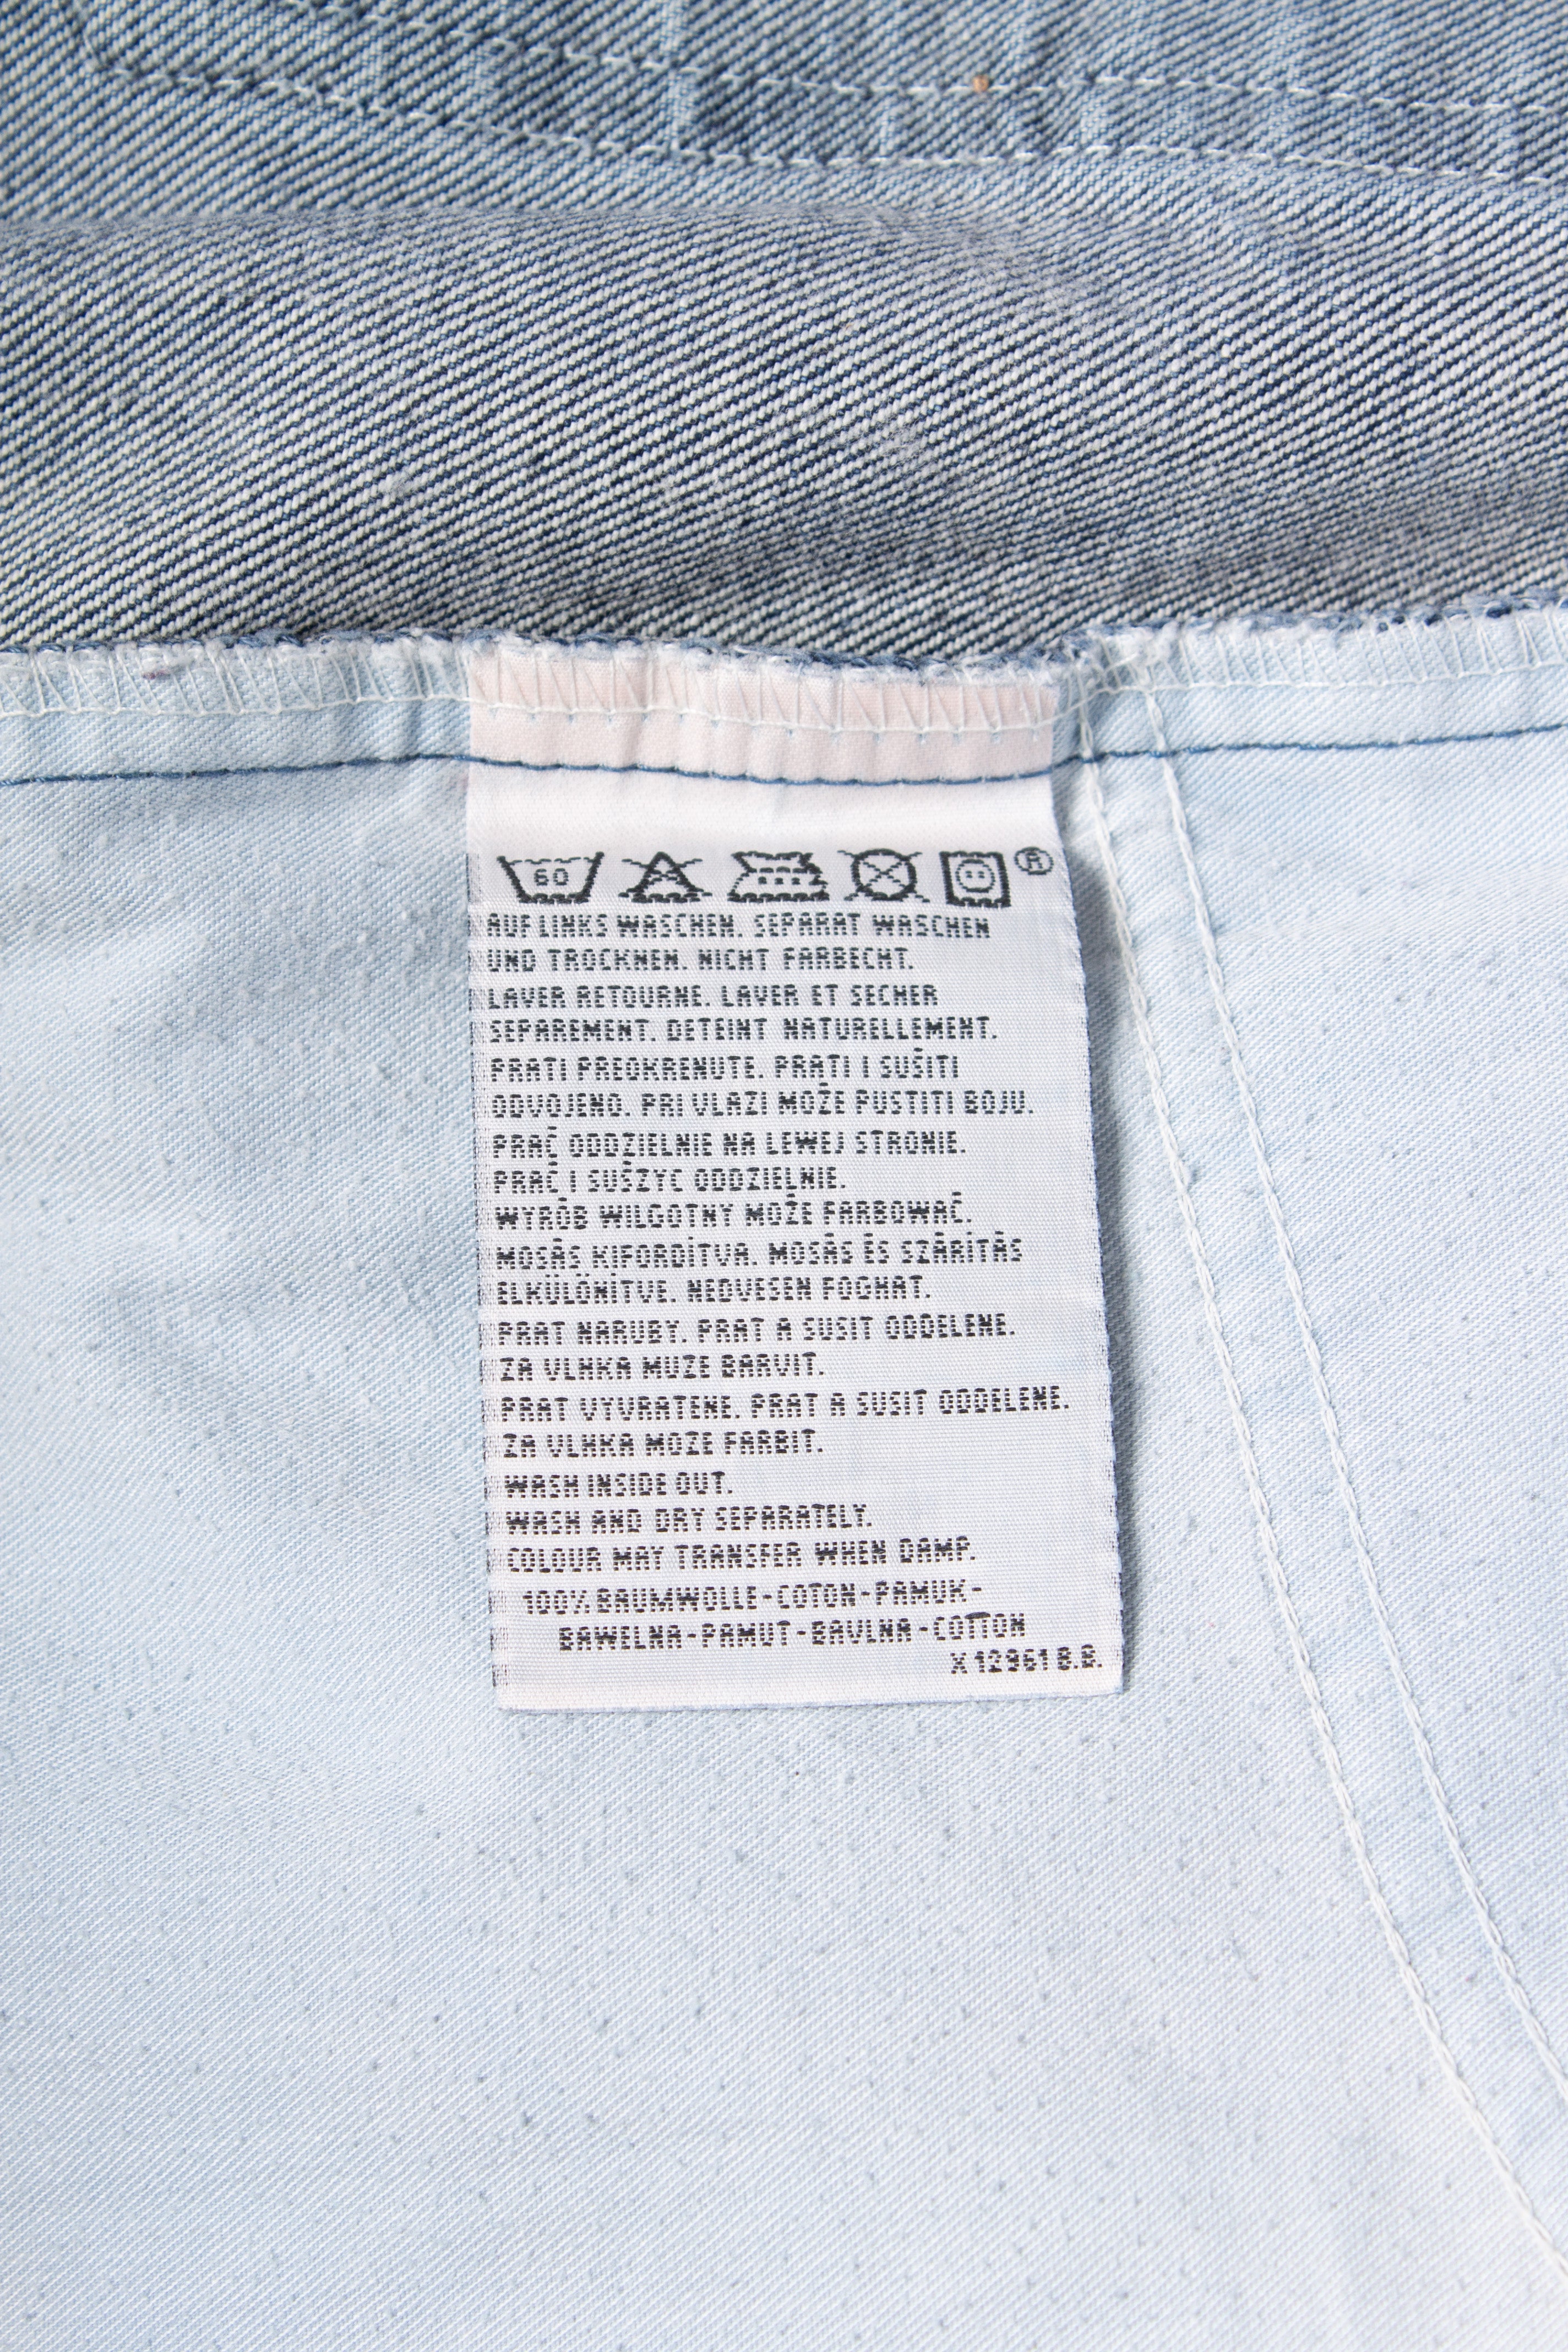 60 ®
AUF LINKS WASCHEN. SEPARAT WASCHEN
UND TROCKNEN. NICHT FARBECHT.
LAVER RETOURNE. LAVER ET SECHER
SEPAREMENT. DETEINT NATURELLEMENT.
PRATI PREOKRENUTE. PRATI I SUŠITI
ODVOJENO. PRI VLAZI MOŽE PUSTITI BOJU.
PRAĆ ODDZIELNIE NA LEWEJ STRONIE.
PRAĆ I SUŠZYC ODDZIELNIE.
WYRÓB WILGOTNY MOŻE FARBOWAĆ.
MOSÁS KIFORDÍTVA. MOSÁS ÉS SZÁRÍTÁS
ELKÜLÖNÍTVE. NEDVESEN FOGHAT.
PRAT NARUBY. PRAT A SUSIT ODDELENE.
ZA VLHKA MUZE BARVIT.
PRAT VYVRATENE. PRAT A SUSIT ODDELENE.
ZA VLHKA MOZE FARBIT.
WASH INSIDE OUT.
WASH AND DRY SEPARATELY.
COLOUR MAY TRANSFER WHEN DAMP.
100% BAUMWOLLE-COTON-PAMUK-
BAWELNA-PAMUT-BAVLNA-COTTON
X 12961 B.B.